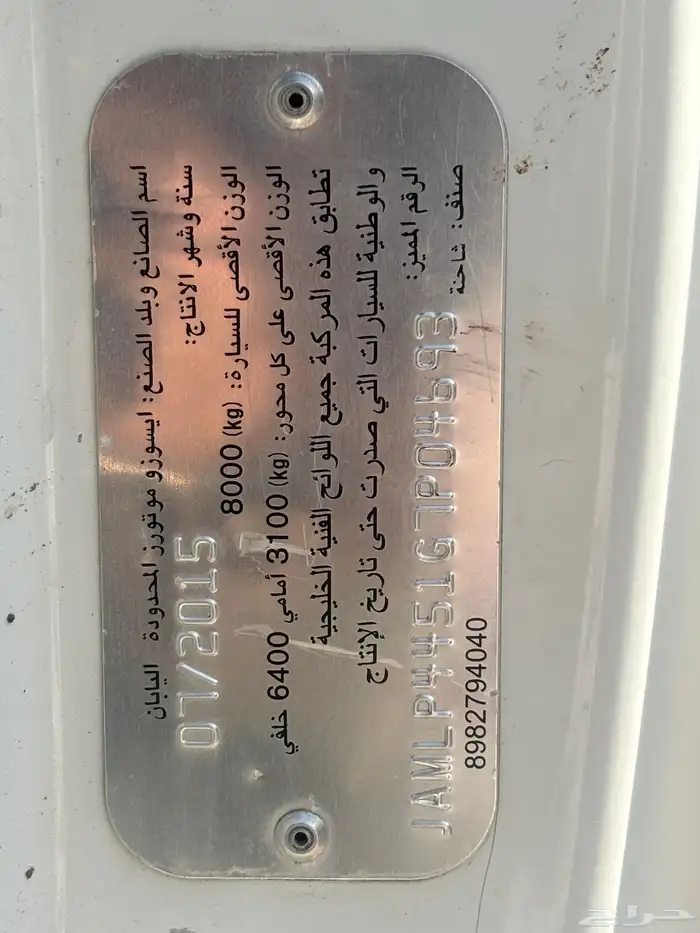 اسم الصانع وبلد الصنع: ايسوزو موتورز المحدودة اليابان
سنة وشهر الانتاج: 07/2015
الوزن الأقصى للسيارة: (kg) 8000
الوزن الأقصى على كل محور: (kg) 3100 أمامي 6400 خلفي
تطابق هذه المركبة جميع اللوائح الفنية الخليجية
والوطنية للسيارات التي صدرت حتى تاريخ الإنتاج
الرقم المميز: JAMLP4451G7P04693
صنف: شاحنة
8982794040
حراج